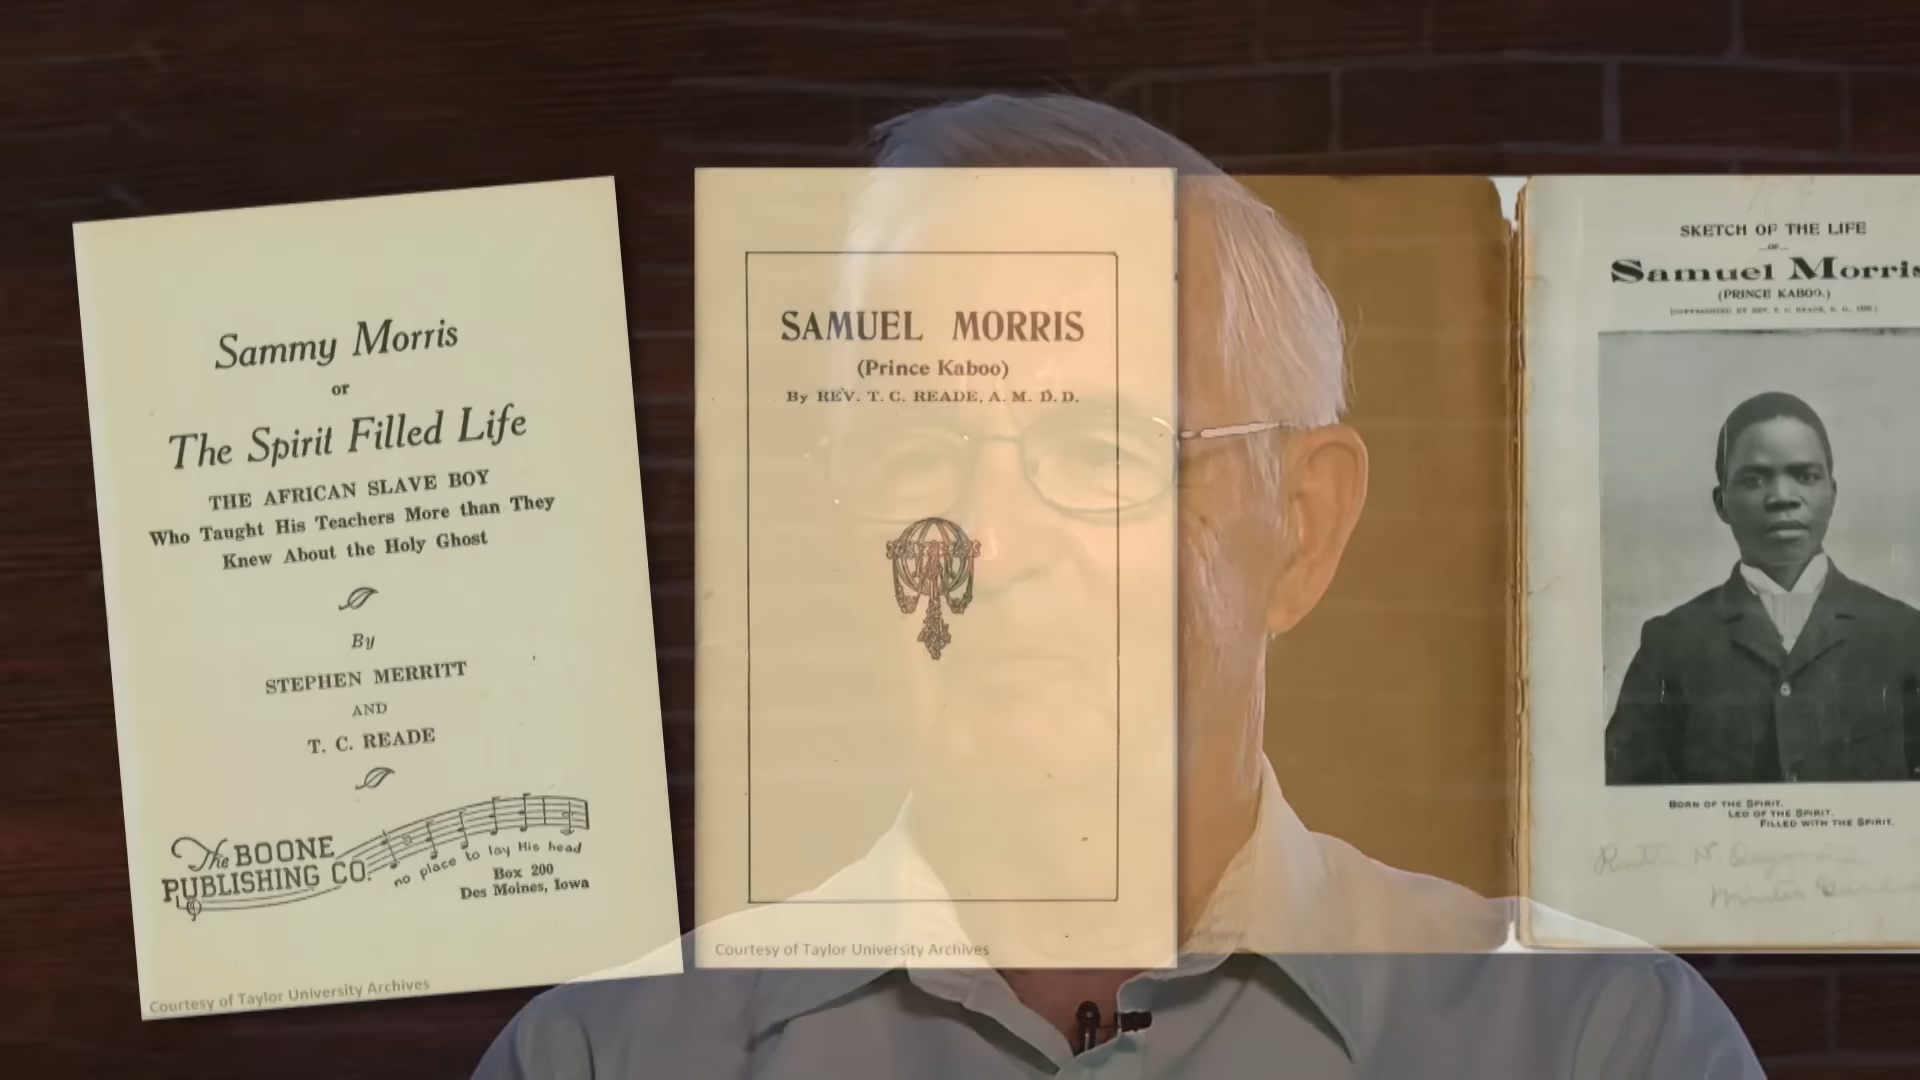 Sammy Morris
or
The Spirit Filled Life
THE AFRICAN SLAVE BOY
Who Taught His Teachers More than They
Knew About the Holy Ghost
By
STEPHEN MERRITT
AND
T. C. READE
The BOONE
PUBLISHING CO.
no place to lay His head
Box 200
Des Moines, Iowa
Courtesy of Taylor University Archives
SAMUEL MORRIS
(Prince Kaboo)
By REV. T. C. READE, A. M. D. D.
Courtesy of Taylor University Archives
SKETCH OF THE LIFE
...OF...
Samuel Morris
(PRINCE KABOO.)
BORN OF THE SPIRIT.
LED OF THE SPIRIT.
FILLED WITH THE SPIRIT.